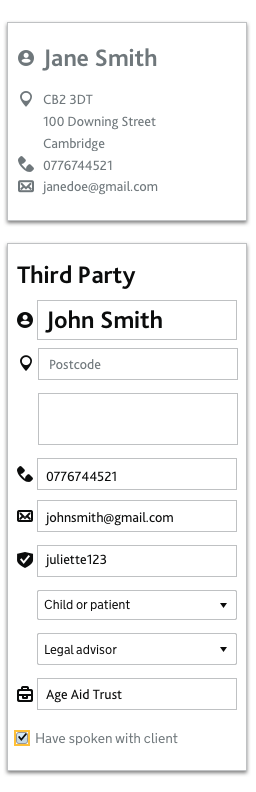 Jane Smith
CB2 3DT
100 Downing Street
Cambridge
0776744521
janedoe@gmail.com
Third Party
John Smith
Postcode
0776744521
johnsmith@gmail.com
juliette123
Child or patient
Legal advisor
Age Aid Trust
Have spoken with client